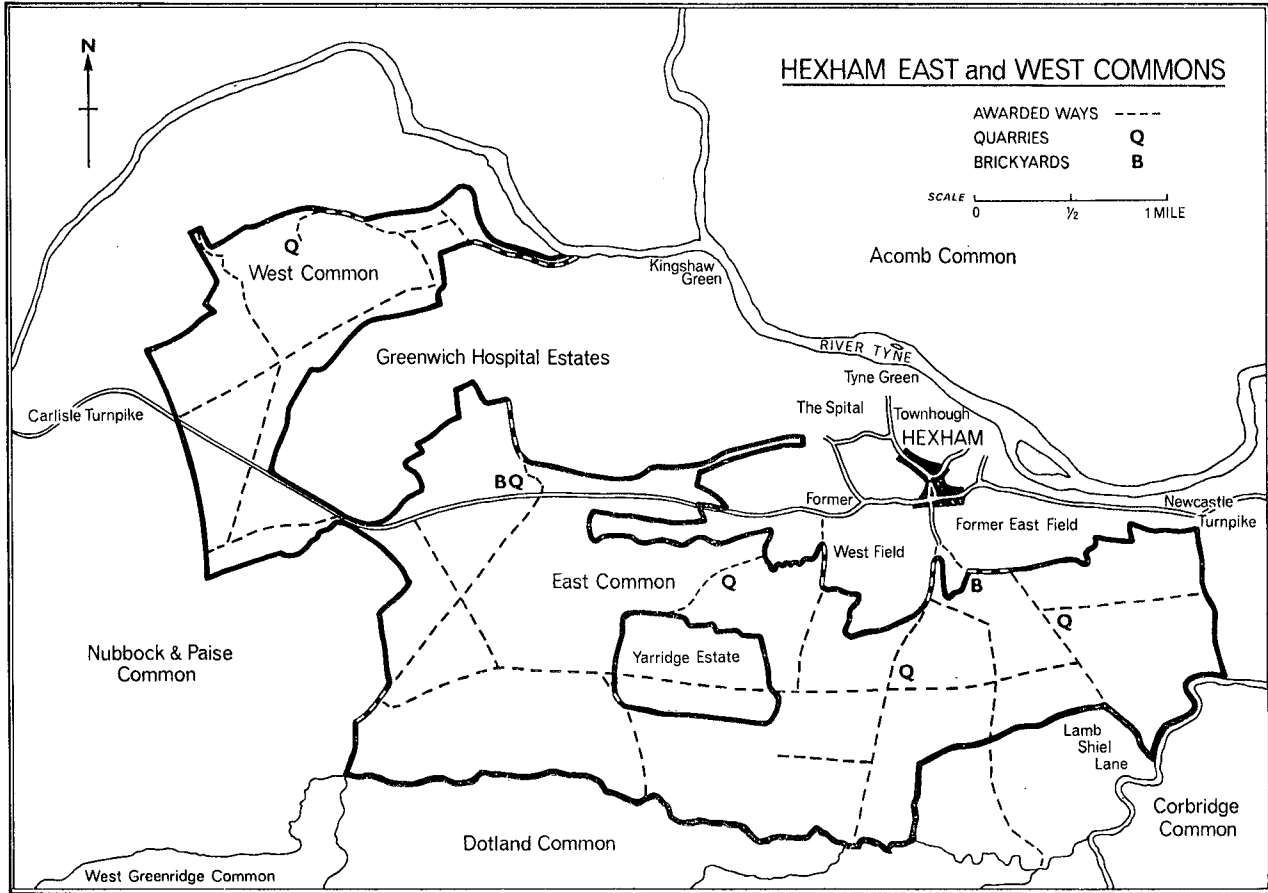 N
HEXHAM EAST and WEST COMMONS
AWARDED WAYS
QUARRIES Q
BRICKYARDS B
SCALE 0 ½ 1 MILE
Q
West Common
Kingshaw
Green
Acomb Common
Greenwich Hospital Estates
RIVER TYNE
Tyne Green
Carlisle Turnpike
The Spital
Townhough
HEXHAM
BQ
Former
Newcastle
Turnpike
Former East Field
West Field
East Common
Q
B
Q
Nubbock & Paise
Common
Yarridge Estate
Q
Lamb
Shiel
Lane
Corbridge
Common
Dotland Common
West Greenridge Common